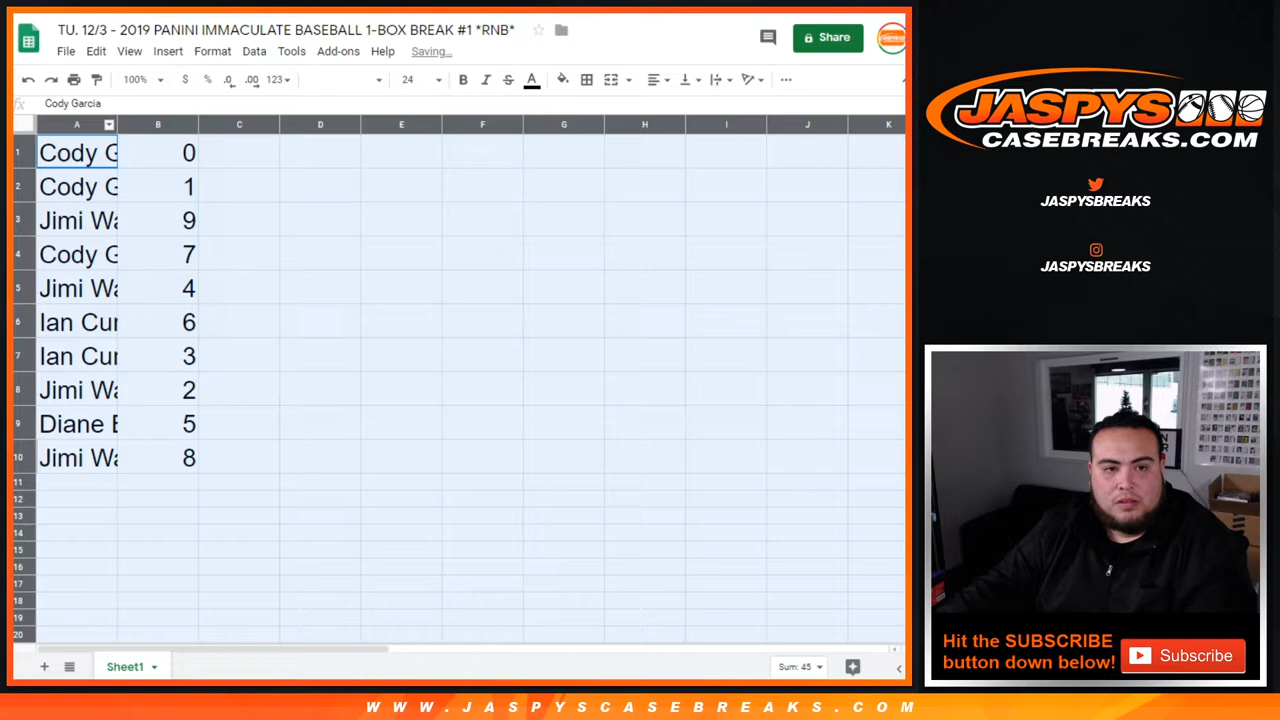 TU. 12/3 - 2019 PANINI IMMACULATE BASEBALL 1-BOX BREAK #1 *RNB*
File Edit View Insert Format Data Tools Add-ons Help Saving...
Share
100% $ % .0 .00 123 24 B I S A
fx Cody Garcia
A B C D E F G H I J K
1 Cody G 0
2 Cody G 1
3 Jimi Wa 9
4 Cody G 7
5 Jimi Wa 4
6 Ian Cur 6
7 Ian Cur 3
8 Jimi Wa 2
9 Diane E 5
10 Jimi Wa 8
11
12
13
14
15
16
17
18
19
20
Sheet1
Sum: 45
JASPYS
CASEBREAKS.COM
JASPYSBREAKS
JASPYSBREAKS
Hit the SUBSCRIBE
button down below!
Subscribe
WWW.JASPYSCASEBREAKS.COM